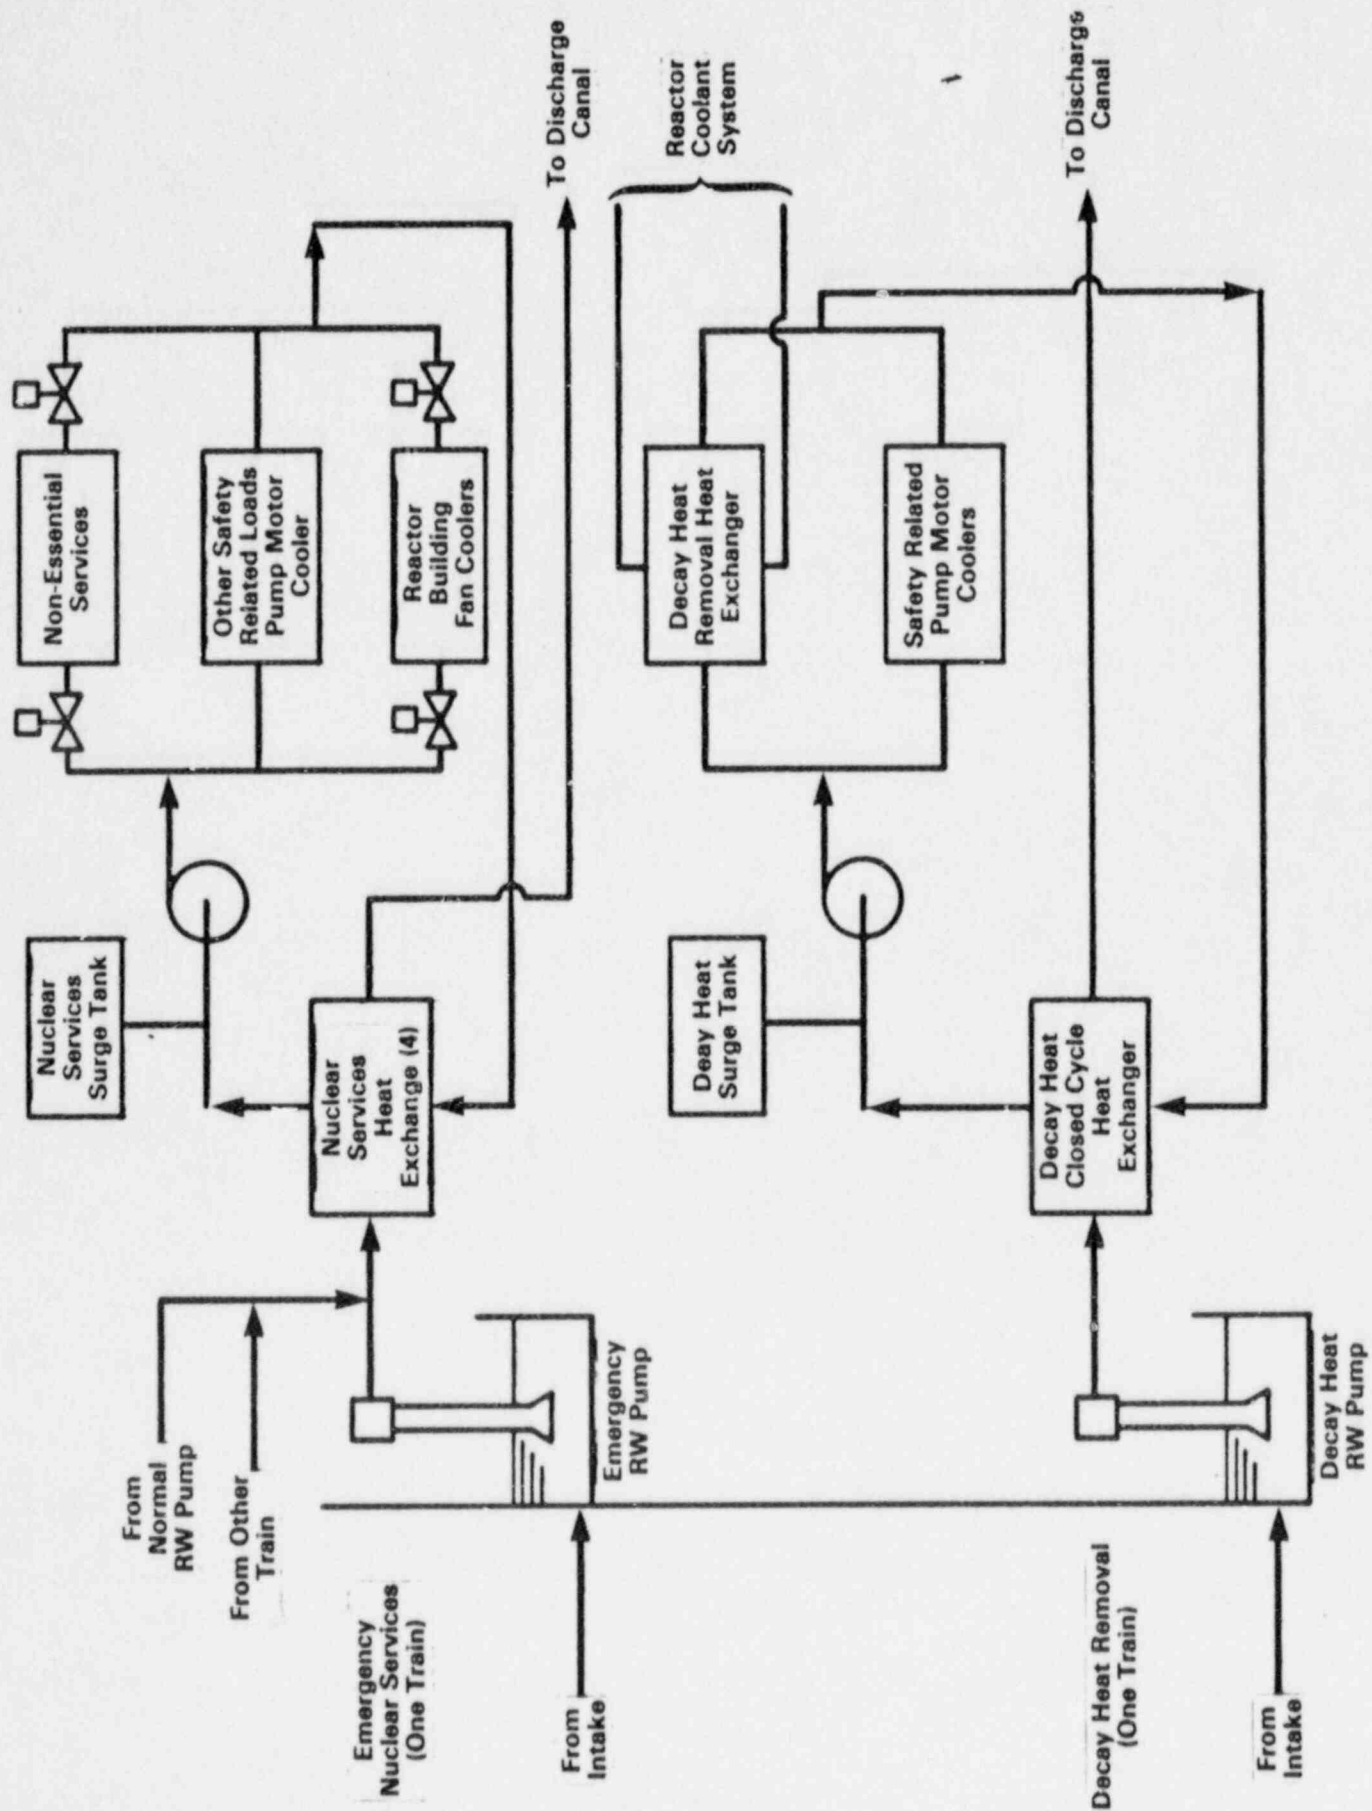 Non-Essential
Services
Other Safety
Related Loads
Pump Motor
Cooler
Reactor
Building
Fan Coolers
Nuclear
Services
Surge Tank
Nuclear
Services
Heat
Exchange (4)
To Discharge
Canal
From
Normal
RW Pump
From Other
Train
Emergency
RW Pump
Emergency
Nuclear Services
(One Train)
From
Intake
Reactor
Coolant
System
Decay Heat
Removal Heat
Exchanger
Safety Related
Pump Motor
Coolers
Deay Heat
Surge Tank
Decay Heat
Closed Cycle
Heat
Exchanger
To Discharge
Canal
Decay Heat
RW Pump
Decay Heat Removal
(One Train)
From
Intake